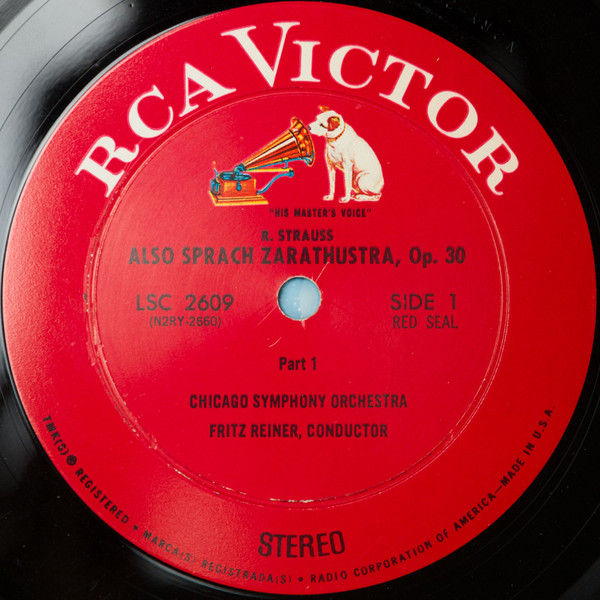 RCA VICTOR
"HIS MASTER'S VOICE"
R. STRAUSS
ALSO SPRACH ZARATHUSTRA, Op. 30
LSC 2609
(N2RY-2660)
SIDE 1
RED SEAL
Part 1
CHICAGO SYMPHONY ORCHESTRA
FRITZ REINER, CONDUCTOR
STEREO
TMK(S) ® REGISTERED • MARCA(S) REGISTRADA(S) • RADIO CORPORATION OF AMERICA—MADE IN U.S.A.